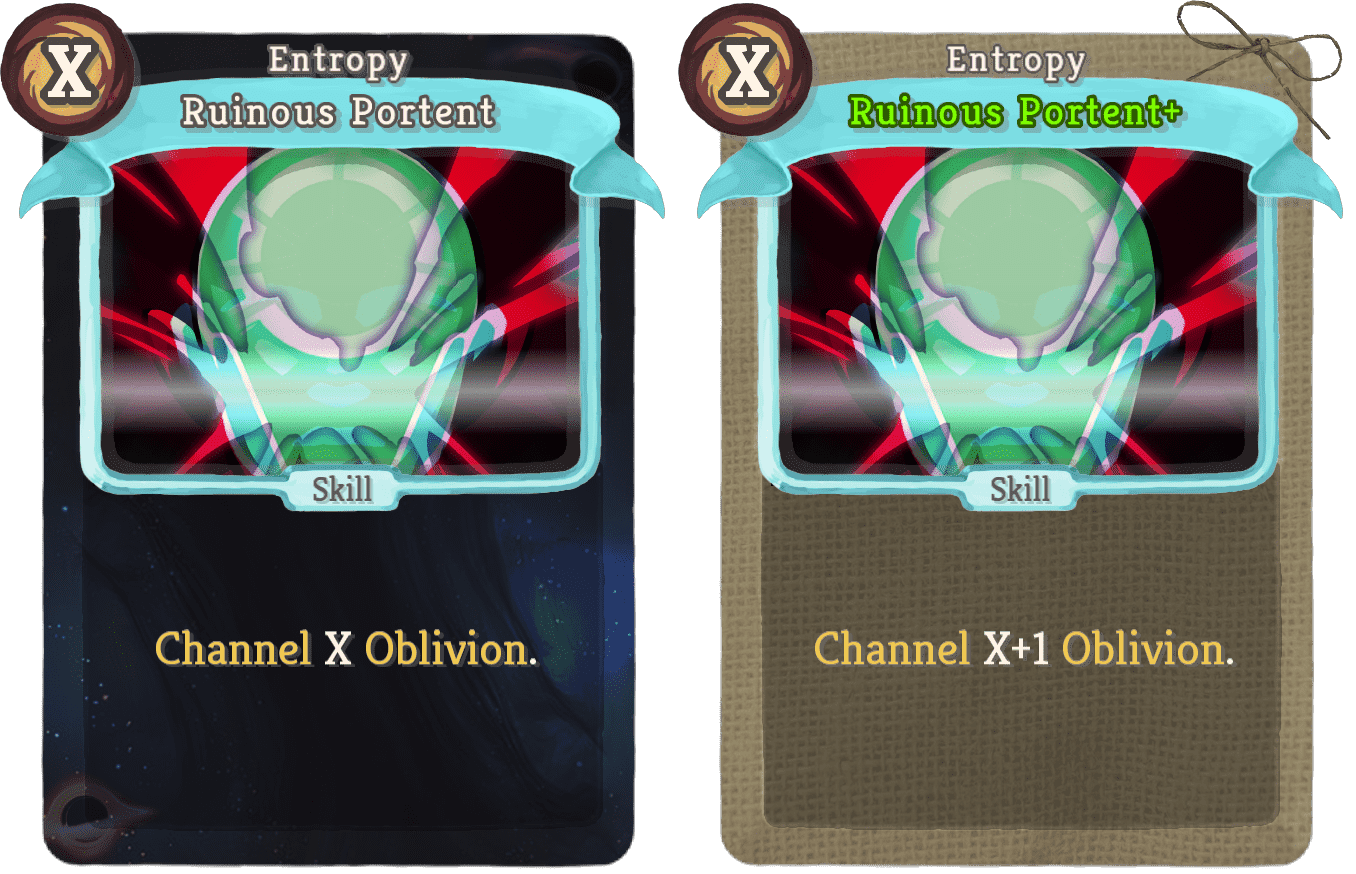 X
Entropy
Ruinous Portent
Skill
Channel X Oblivion.
X
Entropy
Ruinous Portent+
Skill
Channel X+1 Oblivion.